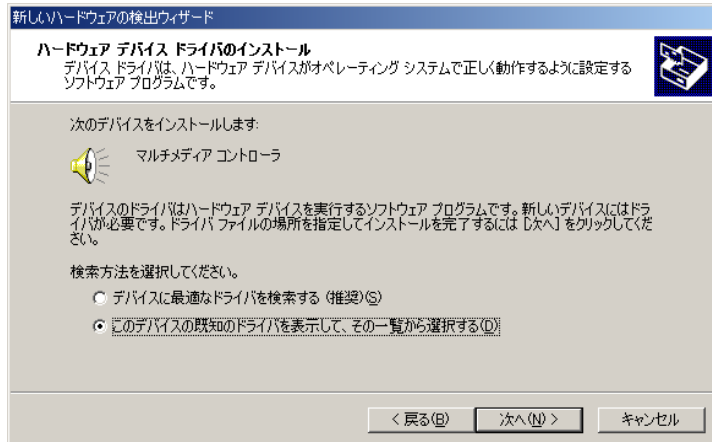 新しいハードウェアの検出ウィザード
ハードウェア デバイス ドライバのインストール
デバイス ドライバは、ハードウェア デバイスがオペレーティング システムで正しく動作するように設定する
ソフトウェア プログラムです。
次のデバイスをインストールします:
マルチメディア コントローラ
デバイスのドライバはハードウェア デバイスを実行するソフトウェア プログラムです。新しいデバイスにはドラ
イバが必要です。ドライバ ファイルの場所を指定してインストールを完了するには [次へ] をクリックしてくだ
さい。
検索方法を選択してください。
デバイスに最適なドライバを検索する (推奨)(S)
このデバイスの既知のドライバを表示して、その一覧から選択する(D)
< 戻る(B) 次へ(N) > キャンセル